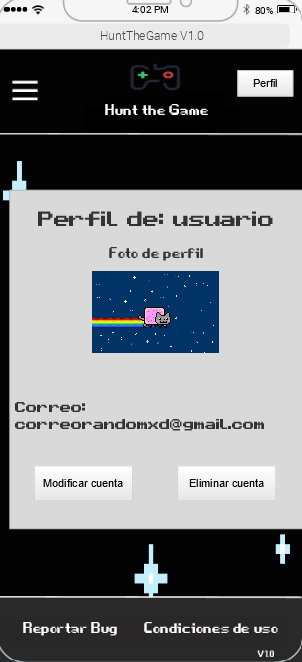 4:02 PM
80%
HuntTheGame V1.0
Perfil
Hunt the Game
Perfil de: usuario
Foto de perfil
Correo:
correorandomxd@gmail.com
Modificar cuenta
Eliminar cuenta
Reportar Bug
Condiciones de uso
V1.0